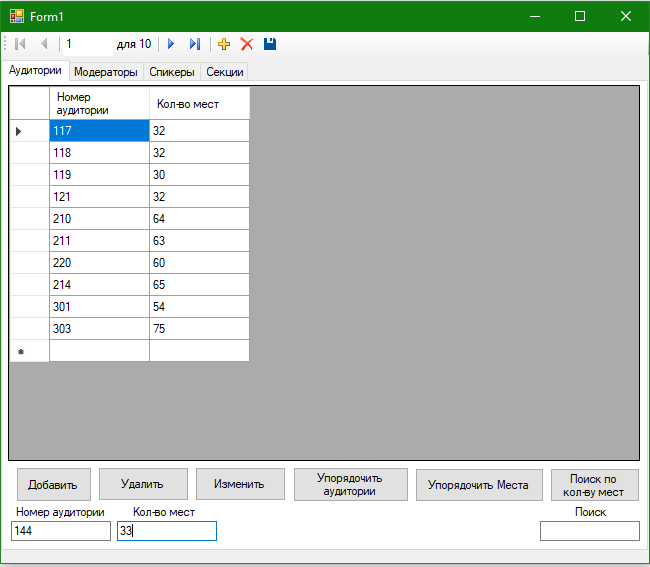 Form1
1 для 10
Аудитории Модераторы Спикеры Секции
Номер
аудитории
Кол-во мест
117 32
118 32
119 30
121 32
210 64
211 63
220 60
214 65
301 54
303 75
Добавить Удалить Изменить
Упорядочить
аудитории
Упорядочить Места
Поиск по
кол-ву мест
Номер аудитории Кол-во мест Поиск
144 33